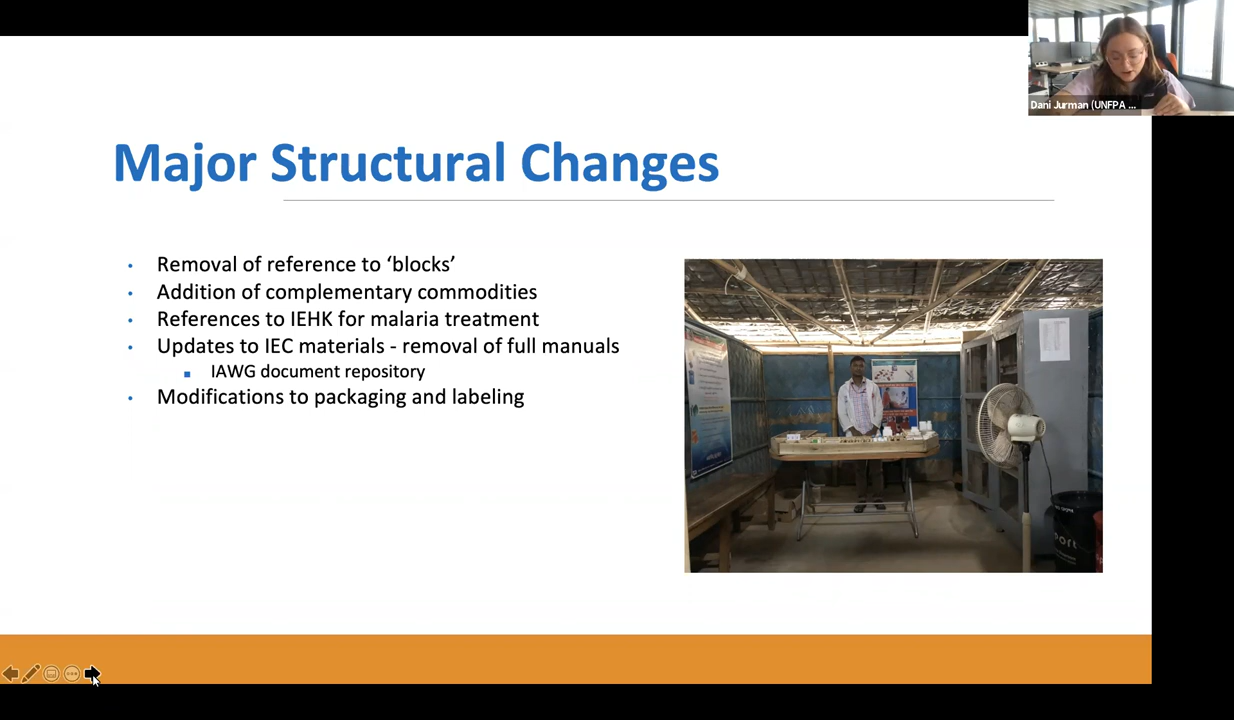 Dani Jurman (UNFPA ...
Major Structural Changes
• Removal of reference to ‘blocks’
• Addition of complementary commodities
• References to IEHK for malaria treatment
• Updates to IEC materials - removal of full manuals
▪ IAWG document repository
• Modifications to packaging and labeling